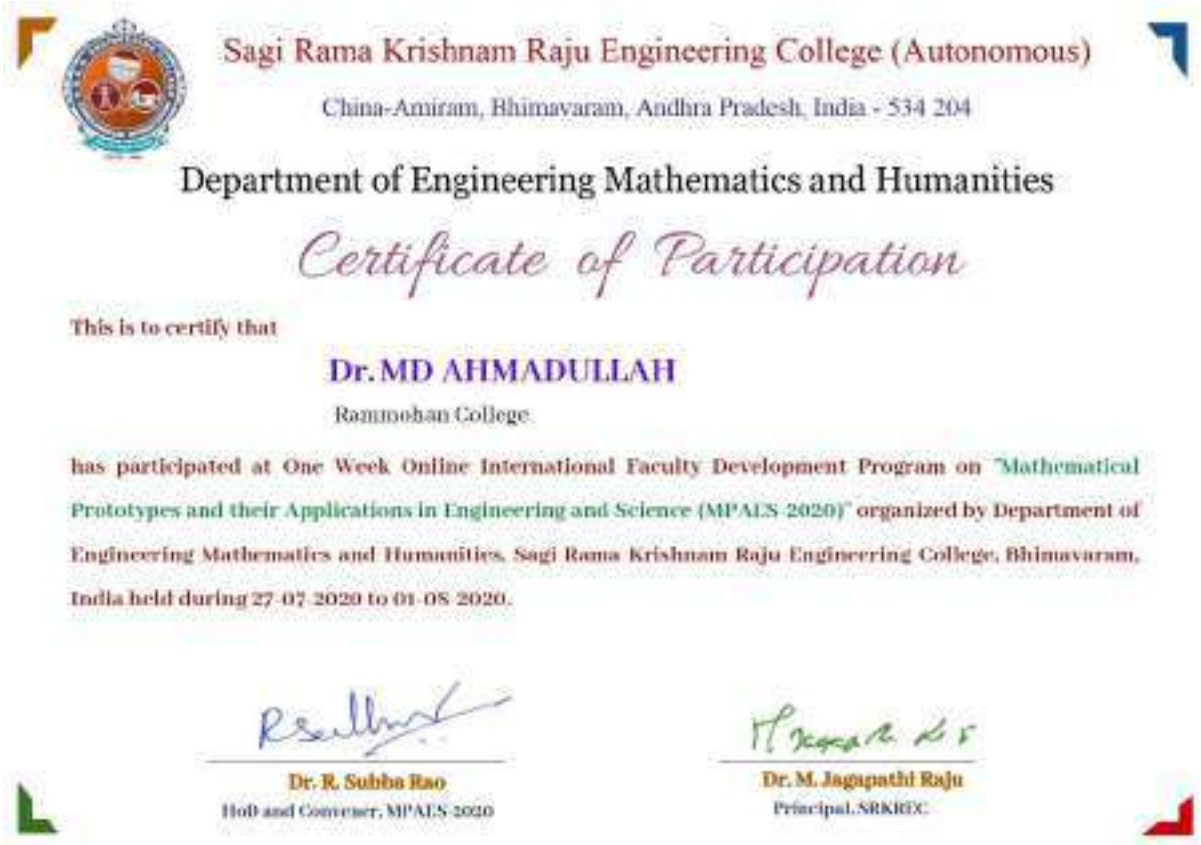 Sagi Rama Krishnam Raju Engineering College (Autonomous)
China-Amiram, Bhimavaram, Andhra Pradesh, India - 534 204
Department of Engineering Mathematics and Humanities
Certificate of Participation
This is to certify that
Dr. MD AHMADULLAH
Rammohan College
has participated at One Week Online International Faculty Development Program on "Mathematical
Prototypes and their Applications in Engineering and Science (MPAES-2020)" organized by Department of
Engineering Mathematics and Humanities, Sagi Rama Krishnam Raju Engineering College, Bhimavaram,
India held during 27-07-2020 to 01-08-2020.
Dr. R. Subba Rao
Dr. M. Jagapathi Raju
HoD and Convener, MPAES-2020
Principal, SRKREC